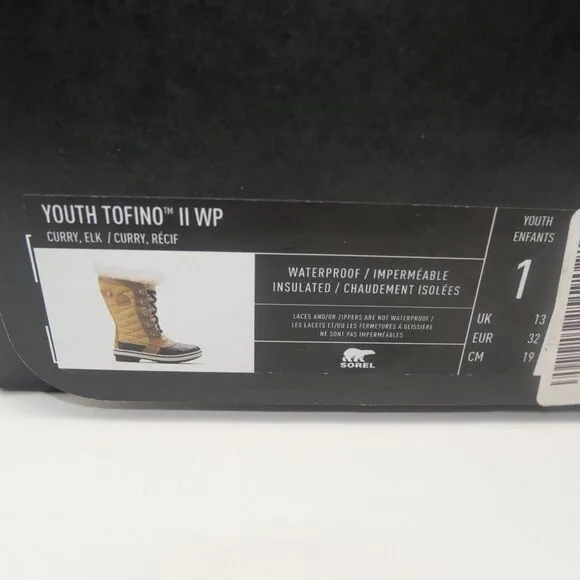 YOUTH TOFINO™ II WP
CURRY, ELK / CURRY, RÉCIF
WATERPROOF / IMPERMÉABLE
INSULATED / CHAUDEMENT ISOLÉES
LACES AND/OR ZIPPERS ARE NOT WATERPROOF /
LES LACETS ET/OU LES FERMETURES À GLISSIERE
NE SONT PAS IMPERMÉABLES
SOREL
YOUTH
ENFANTS
1
UK 13
EUR 32
CM 19